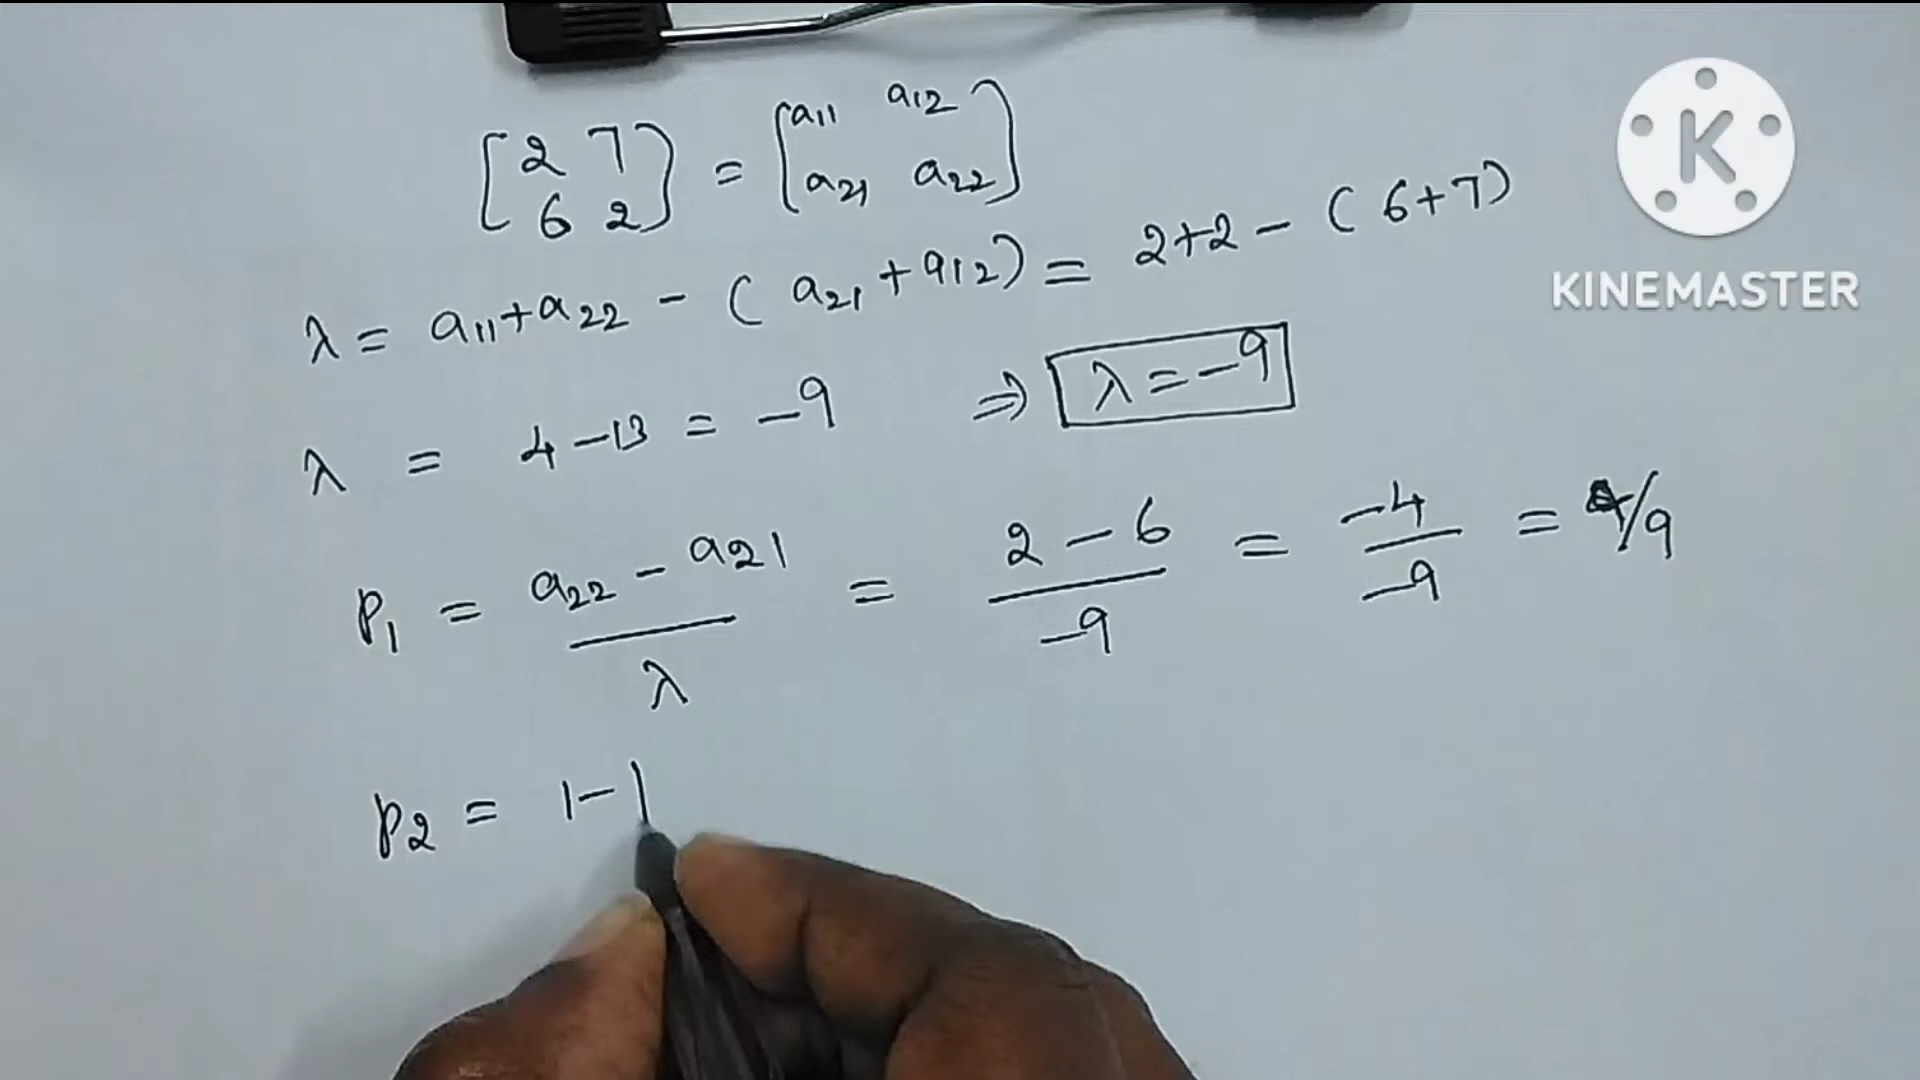 [2 7 = [a11 a12
6 2] a21 a22]
λ = a11+a22 - (a21+a12) = 2+2 - (6+7)
λ = 4-13 = -9 ⇒ λ = -9
P1 = a22 - a21 / λ = 2 - 6 / -9 = -4 / -9 = 4/9
P2 = 1-
KINEMASTER